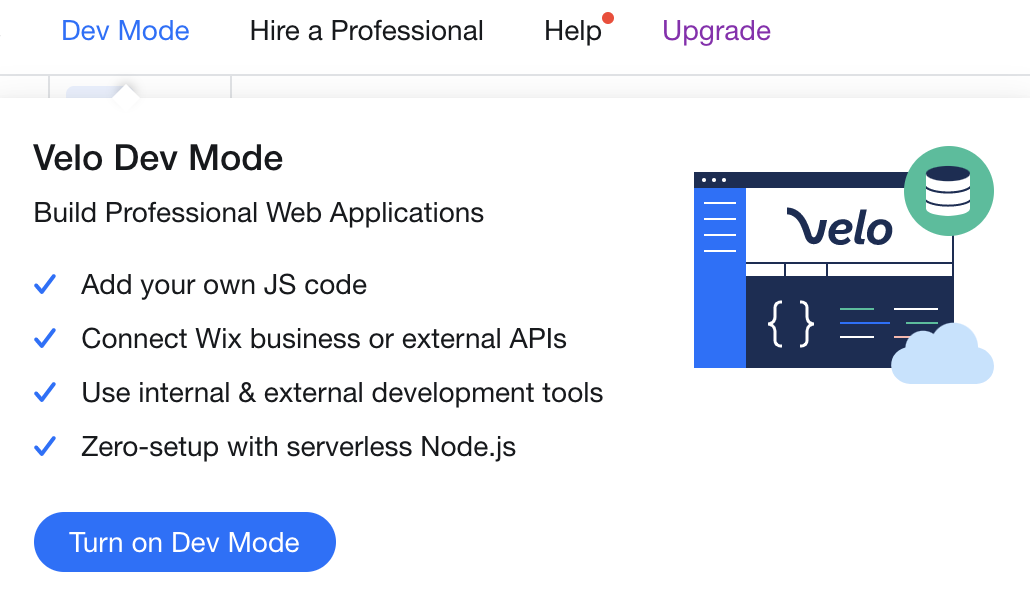 Dev Mode Hire a Professional Help Upgrade
Velo Dev Mode
Build Professional Web Applications
velo
Add your own JS code
{ }
Connect Wix business or external APIs
Use internal & external development tools
Zero-setup with serverless Node.js
Turn on Dev Mode